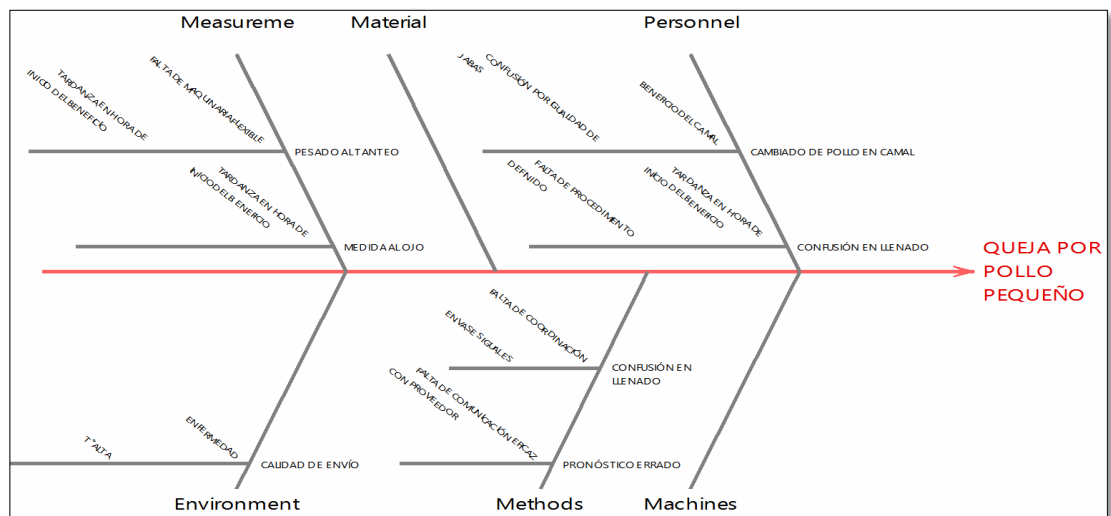 Measureme
Material
Personnel
TARDANZA EN HORA DE
INICIO DEL BENEFICIO
FALTA DE MAQUINARIA FLEXIBLE
PESADO AL TANTEO
TARDANZA EN HORA DE
INICIO DEL BENEFICIO
MEDIDA AL OJO
CONFUSIÓN POR IGUALDAD DE
JABAS
BENEFICIO DEL CAMAL
CAMBIADO DE POLLO EN CAMAL
FALTA DE PROCEDIMIENTO
DEFINIDO
TARDANZA EN HORA DE
INICIO DEL BENEFICIO
CONFUSIÓN EN LLENADO
QUEJA POR
POLLO
PEQUEÑO
FALTA DE COORDINACIÓN
ENVASES IGUALES
CONFUSIÓN EN
LLENADO
FALTA DE COMUNICACIÓN EFICAZ
CON PROVEEDOR
PRONÓSTICO ERRADO
T° ALTA
ENFERMEDAD
CALIDAD DE ENVÍO
Environment
Methods
Machines